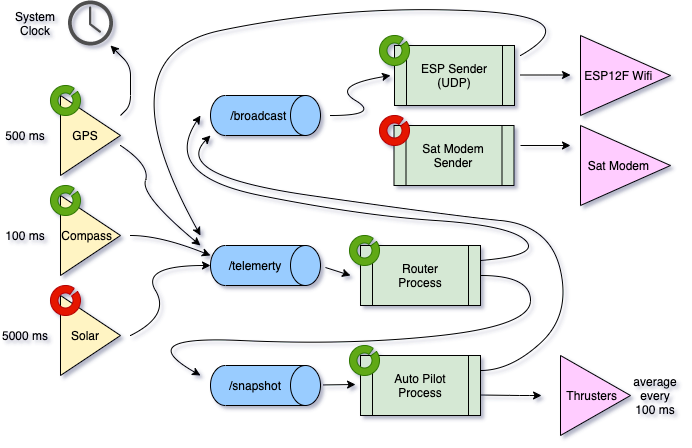 System
Clock
GPS
500 ms
Compass
100 ms
Solar
5000 ms
/broadcast
/telemerty
/snapshot
ESP Sender
(UDP)
Sat Modem
Sender
Router
Process
Auto Pilot
Process
ESP12F Wifi
Sat Modem
Thrusters
average
every
100 ms